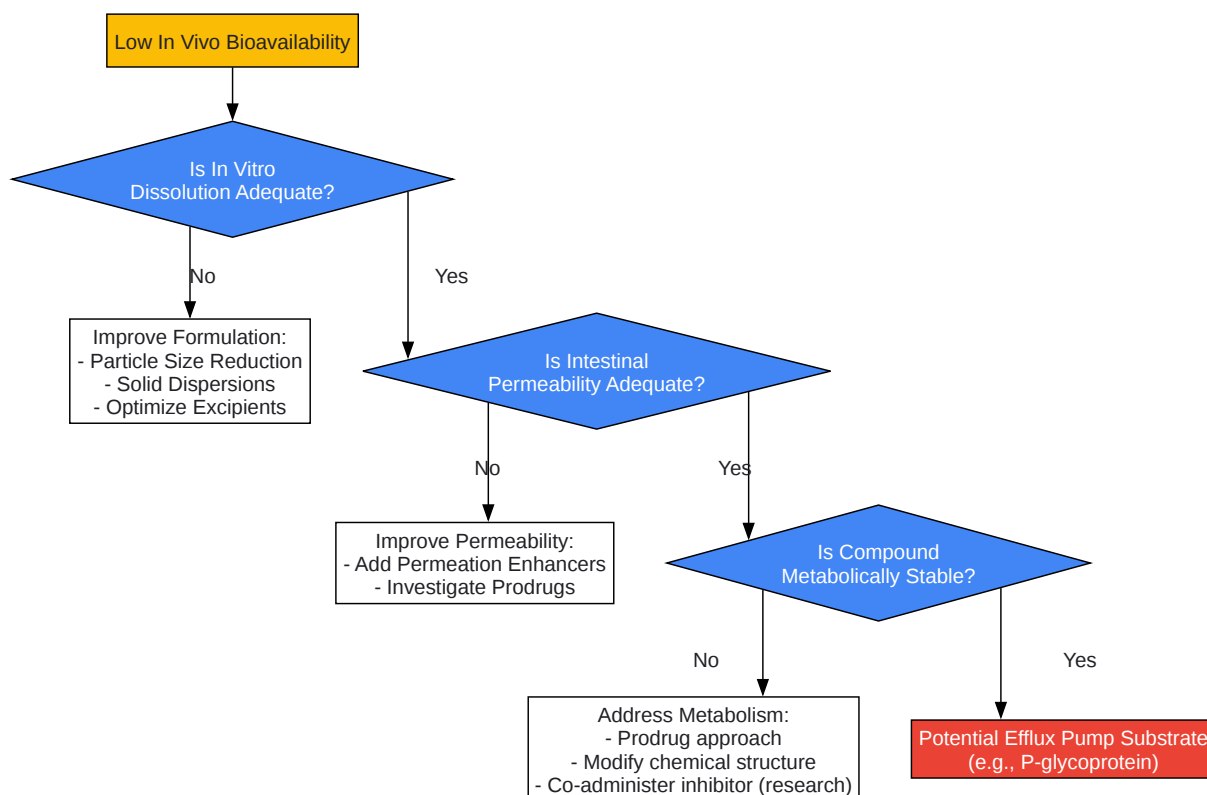 Low In Vivo Bioavailability
Is In Vitro
Dissolution Adequate?
No
Yes
Improve Formulation:
- Particle Size Reduction
- Solid Dispersions
- Optimize Excipients
Is Intestinal
Permeability Adequate?
No
Yes
Improve Permeability:
- Add Permeation Enhancers
- Investigate Prodrugs
Is Compound
Metabolically Stable?
No
Yes
Address Metabolism:
- Prodrug approach
- Modify chemical structure
- Co-administer inhibitor (research)
Potential Efflux Pump Substrate
(e.g., P-glycoprotein)